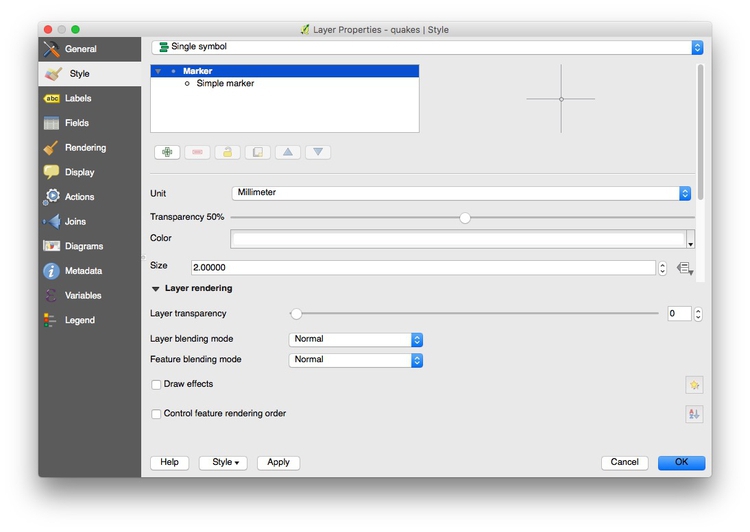 Layer Properties - quakes | Style
General
Style
Labels
Fields
Rendering
Display
Actions
Joins
Diagrams
Metadata
Variables
Legend
Single symbol
Marker
Simple marker
Unit
Millimeter
Transparency 50%
Color
Size
2.00000
Layer rendering
Layer transparency
0
Layer blending mode
Normal
Feature blending mode
Normal
Draw effects
Control feature rendering order
Help
Style
Apply
Cancel
OK